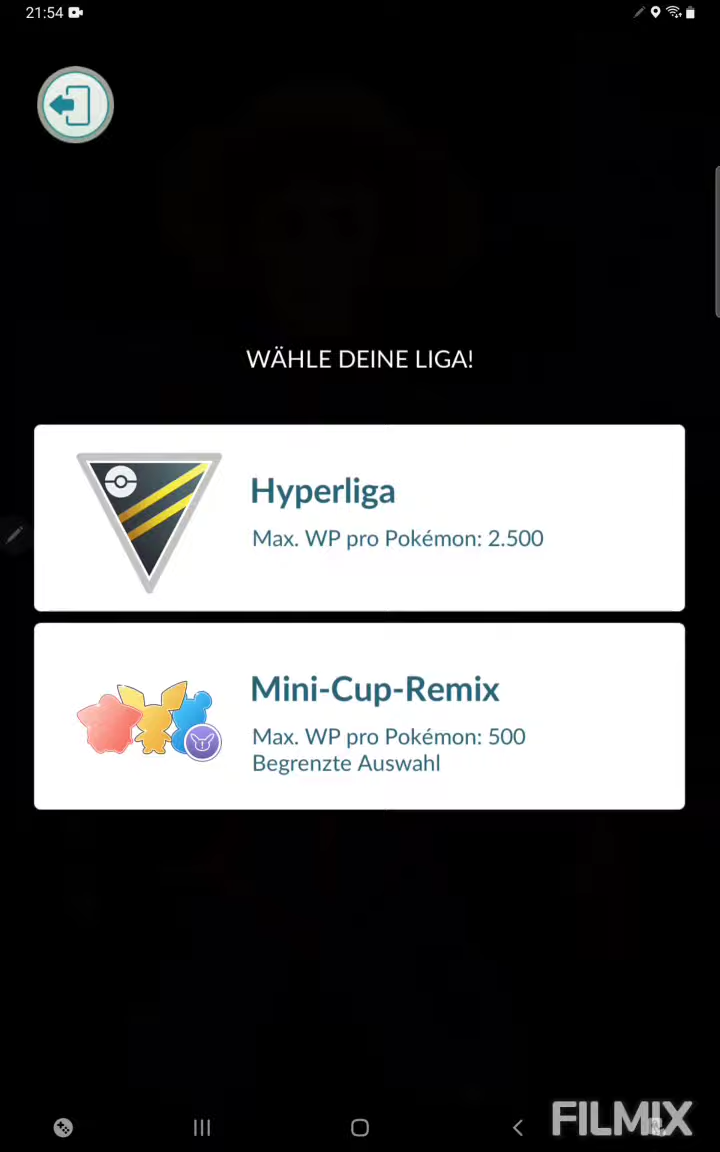 21:54
WÄHLE DEINE LIGA!
Hyperliga
Max. WP pro Pokémon: 2.500
Mini-Cup-Remix
Max. WP pro Pokémon: 500
Begrenzte Auswahl
FILMIX